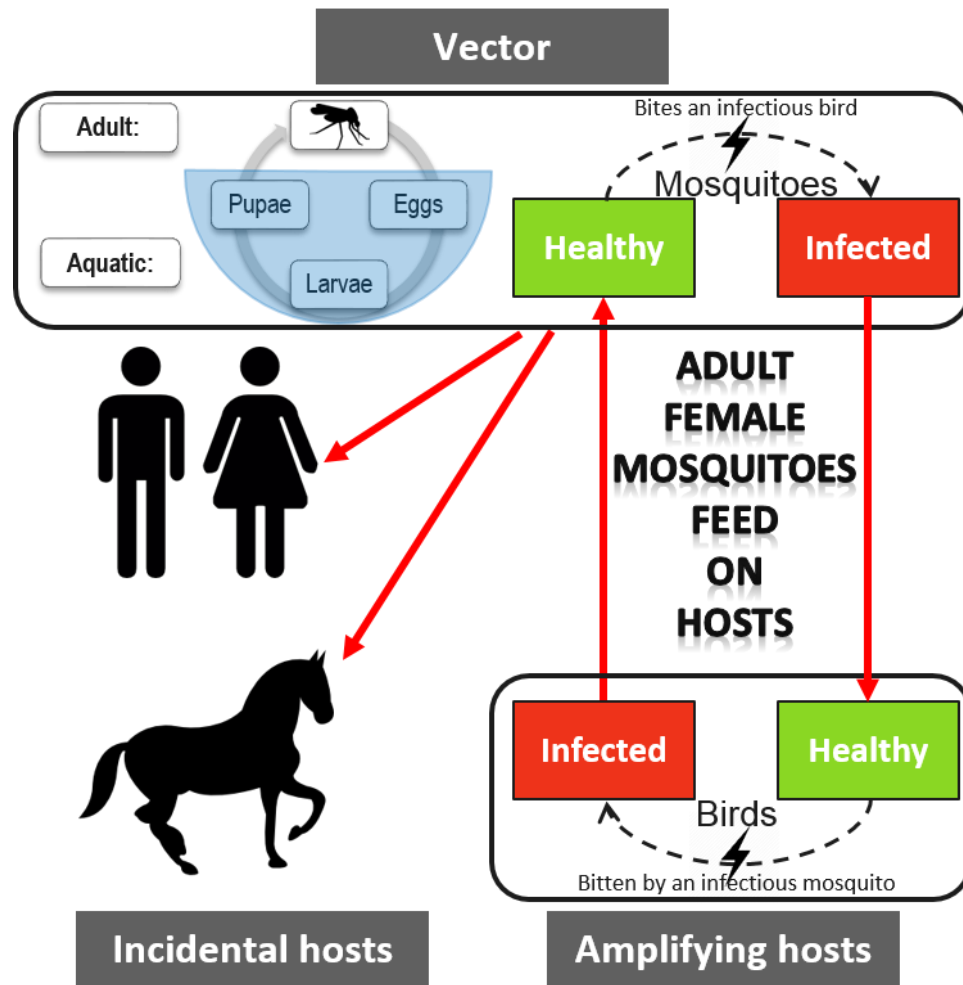 Vector
Adult:
Pupae
Eggs
Aquatic:
Larvae
Bites an infectious bird
Mosquitoes
Healthy
Infected
ADULT
FEMALE
MOSQUITOES
FEED
ON
HOSTS
Infected
Healthy
Birds
Bitten by an infectious mosquito
Incidental hosts
Amplifying hosts